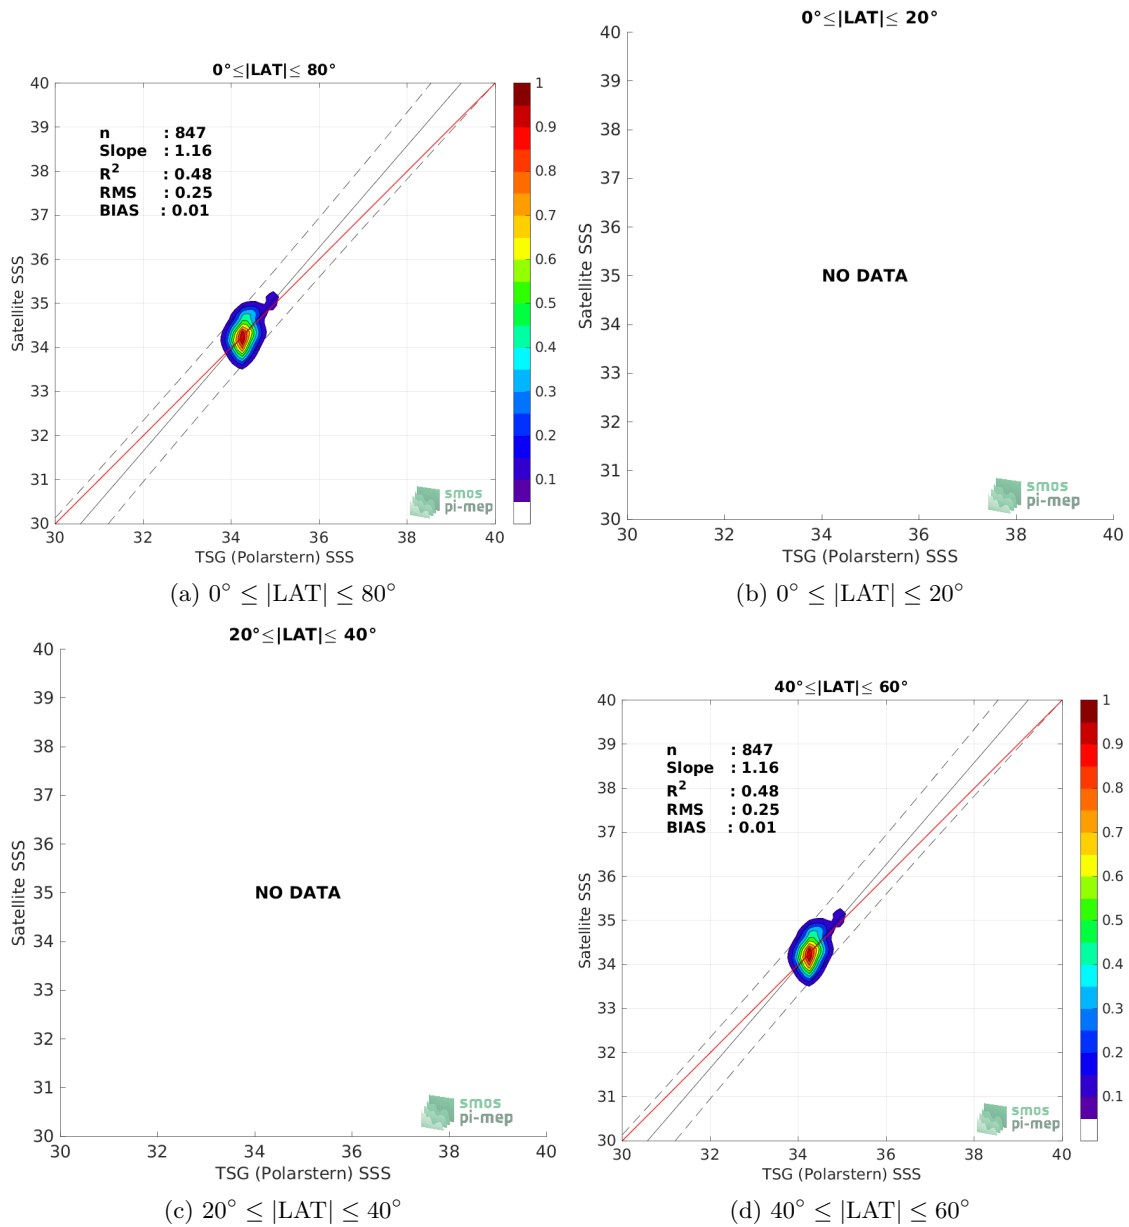 0°≤|LAT|≤ 80°
40
39
38
37
36
35
34
33
32
31
30
Satellite SSS
n : 847
Slope : 1.16
R² : 0.48
RMS : 0.25
BIAS : 0.01
smos
pi-mep
30 32 34 36 38 40
TSG (Polarstern) SSS
1
0.9
0.8
0.7
0.6
0.5
0.4
0.3
0.2
0.1
(a) 0° ≤ |LAT| ≤ 80°
0°≤|LAT|≤ 20°
40
39
38
37
36
35
34
33
32
31
30
Satellite SSS
NO DATA
smos
pi-mep
30 32 34 36 38 40
TSG (Polarstern) SSS
(b) 0° ≤ |LAT| ≤ 20°
20°≤|LAT|≤ 40°
40
39
38
37
36
35
34
33
32
31
30
Satellite SSS
NO DATA
smos
pi-mep
30 32 34 36 38 40
TSG (Polarstern) SSS
(c) 20° ≤ |LAT| ≤ 40°
40°≤|LAT|≤ 60°
40
39
38
37
36
35
34
33
32
31
30
Satellite SSS
n : 847
Slope : 1.16
R² : 0.48
RMS : 0.25
BIAS : 0.01
smos
pi-mep
30 32 34 36 38 40
TSG (Polarstern) SSS
1
0.9
0.8
0.7
0.6
0.5
0.4
0.3
0.2
0.1
(d) 40° ≤ |LAT| ≤ 60°